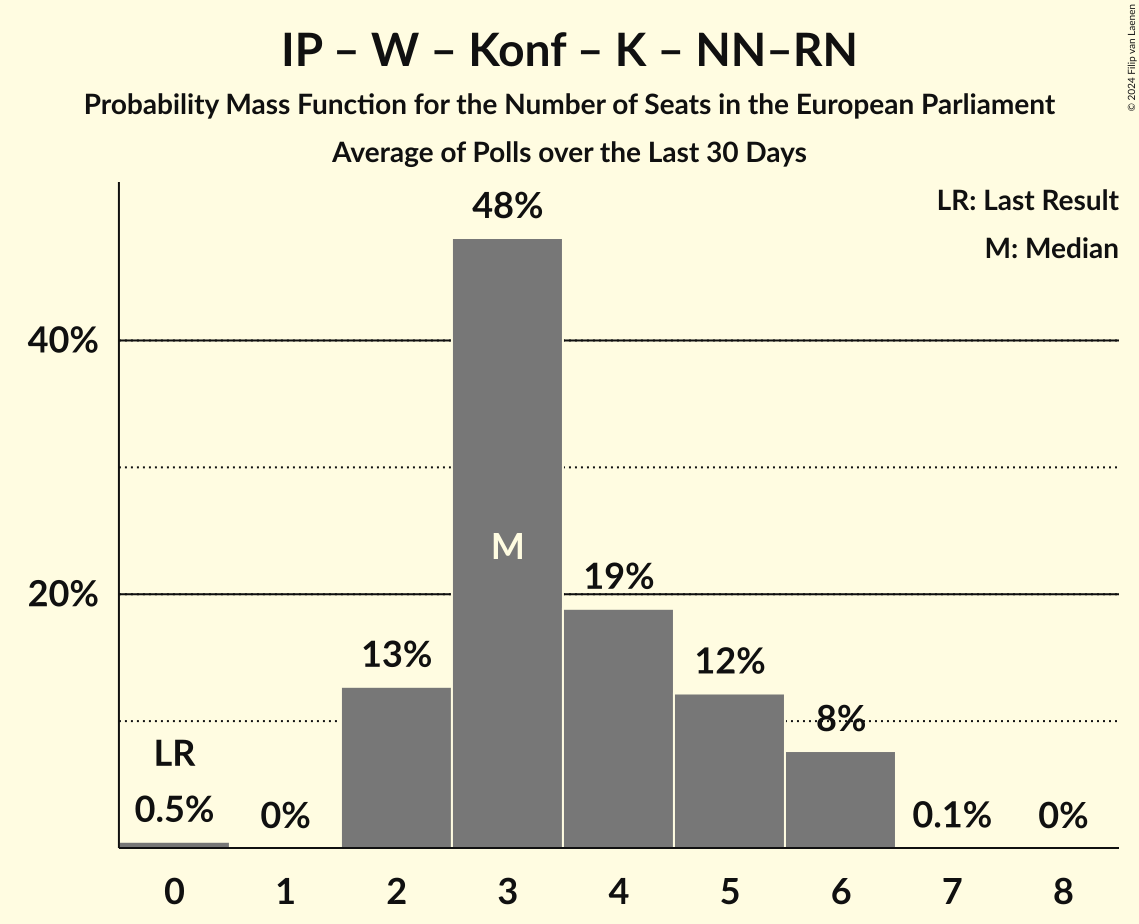 IP – W – Konf – K – NN–RN
Probability Mass Function for the Number of Seats in the European Parliament
Average of Polls over the Last 30 Days
© 2024 Filip van Laenen
LR: Last Result
M: Median
48%
40%
M
19%
20%
13%
12%
8%
LR
0.5%
0%
0.1%
0%
0 1 2 3 4 5 6 7 8